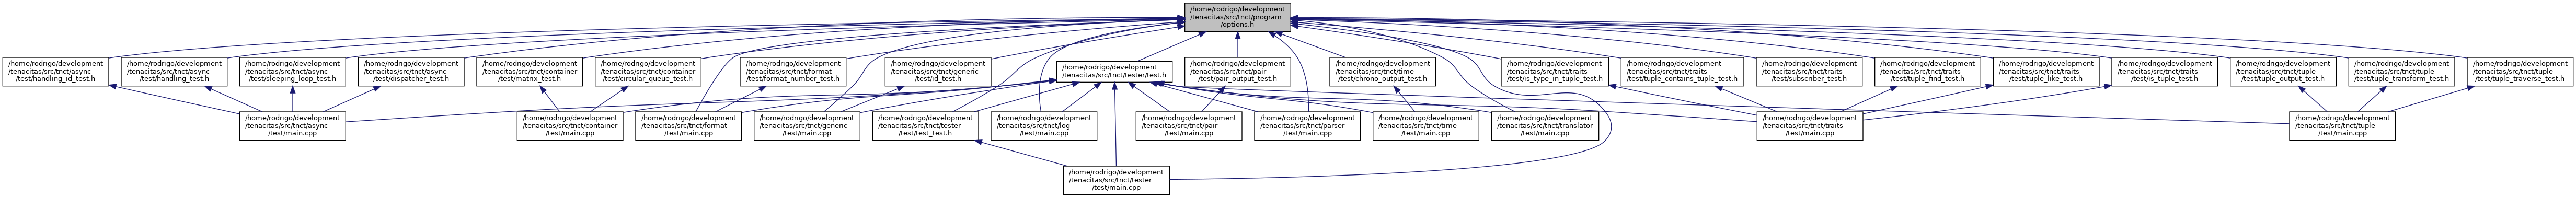 /home/rodrigo/development
/tenacitas/src/tnct/program
/options.h
/home/rodrigo/development
/tenacitas/src/tnct/async
/test/handling_id_test.h
/home/rodrigo/development
/tenacitas/src/tnct/async
/test/handling_test.h
/home/rodrigo/development
/tenacitas/src/tnct/async
/test/sleeping_loop_test.h
/home/rodrigo/development
/tenacitas/src/tnct/async
/test/dispatcher_test.h
/home/rodrigo/development
/tenacitas/src/tnct/container
/test/matrix_test.h
/home/rodrigo/development
/tenacitas/src/tnct/container
/test/circular_queue_test.h
/home/rodrigo/development
/tenacitas/src/tnct/format
/test/format_number_test.h
/home/rodrigo/development
/tenacitas/src/tnct/generic
/test/id_test.h
/home/rodrigo/development
/tenacitas/src/tnct/tester/test.h
/home/rodrigo/development
/tenacitas/src/tnct/pair
/test/pair_output_test.h
/home/rodrigo/development
/tenacitas/src/tnct/time
/test/chrono_output_test.h
/home/rodrigo/development
/tenacitas/src/tnct/traits
/test/is_type_in_tuple_test.h
/home/rodrigo/development
/tenacitas/src/tnct/traits
/test/tuple_contains_tuple_test.h
/home/rodrigo/development
/tenacitas/src/tnct/traits
/test/subscriber_test.h
/home/rodrigo/development
/tenacitas/src/tnct/traits
/test/tuple_find_test.h
/home/rodrigo/development
/tenacitas/src/tnct/traits
/test/tuple_like_test.h
/home/rodrigo/development
/tenacitas/src/tnct/traits
/test/is_tuple_test.h
/home/rodrigo/development
/tenacitas/src/tnct/tuple
/test/tuple_output_test.h
/home/rodrigo/development
/tenacitas/src/tnct/tuple
/test/tuple_transform_test.h
/home/rodrigo/development
/tenacitas/src/tnct/tuple
/test/tuple_traverse_test.h
/home/rodrigo/development
/tenacitas/src/tnct/async
/test/main.cpp
/home/rodrigo/development
/tenacitas/src/tnct/container
/test/main.cpp
/home/rodrigo/development
/tenacitas/src/tnct/format
/test/main.cpp
/home/rodrigo/development
/tenacitas/src/tnct/generic
/test/main.cpp
/home/rodrigo/development
/tenacitas/src/tnct/tester
/test/test_test.h
/home/rodrigo/development
/tenacitas/src/tnct/log
/test/main.cpp
/home/rodrigo/development
/tenacitas/src/tnct/pair
/test/main.cpp
/home/rodrigo/development
/tenacitas/src/tnct/parser
/test/main.cpp
/home/rodrigo/development
/tenacitas/src/tnct/time
/test/main.cpp
/home/rodrigo/development
/tenacitas/src/tnct/translator
/test/main.cpp
/home/rodrigo/development
/tenacitas/src/tnct/traits
/test/main.cpp
/home/rodrigo/development
/tenacitas/src/tnct/tuple
/test/main.cpp
/home/rodrigo/development
/tenacitas/src/tnct/tester
/test/main.cpp